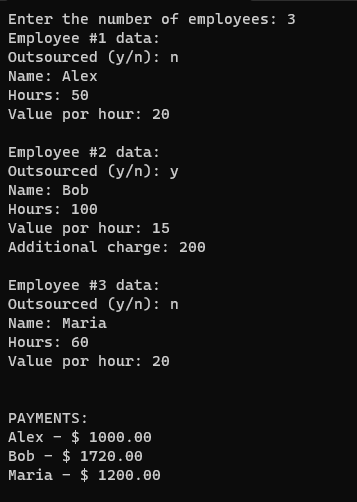 Enter the number of employees: 3
Employee #1 data:
Outsourced (y/n): n
Name: Alex
Hours: 50
Value por hour: 20
Employee #2 data:
Outsourced (y/n): y
Name: Bob
Hours: 100
Value por hour: 15
Additional charge: 200
Employee #3 data:
Outsourced (y/n): n
Name: Maria
Hours: 60
Value por hour: 20
PAYMENTS:
Alex - $ 1000.00
Bob - $ 1720.00
Maria - $ 1200.00